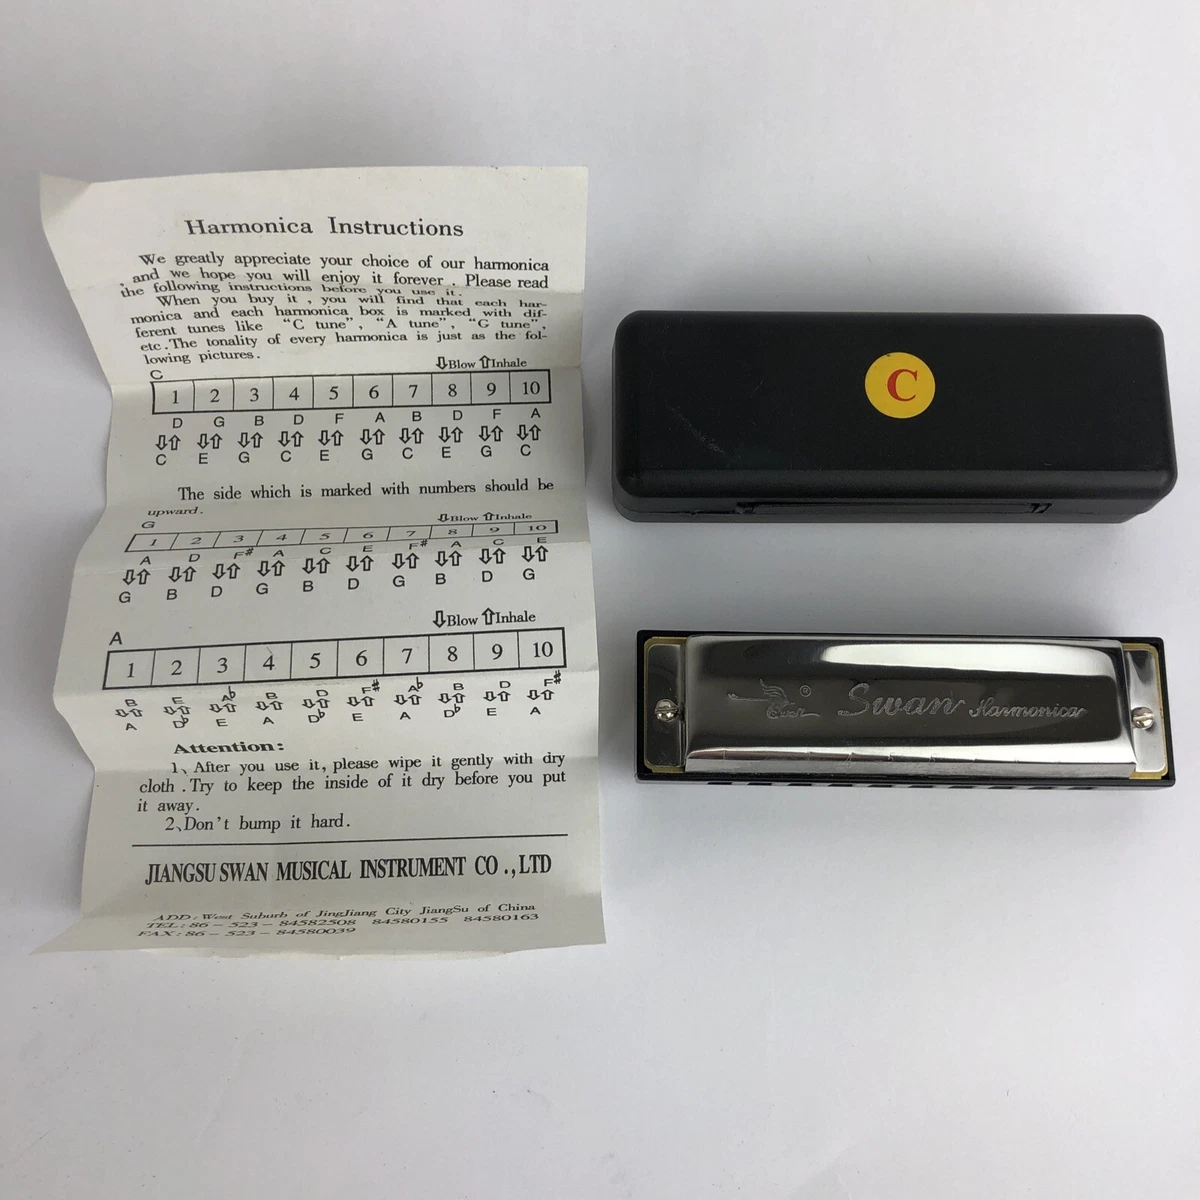 Harmonica Instructions
We greatly appreciate your choice of our harmonica
, and we hope you will enjoy it forever . Please read
the following instructions before you use it .
When you buy it , you will find that each har-
monica and each harmonica box is marked with dif-
ferent tunes like "C tune", "A tune", "G tune",
etc .The tonality of every harmonica is just as the fol-
lowing pictures .
C ⇩Blow ⇧Inhale
1 2 3 4 5 6 7 8 9 10
D G B D F A B D F A
⇩⇧ ⇩⇧ ⇩⇧ ⇩⇧ ⇩⇧ ⇩⇧ ⇩⇧ ⇩⇧ ⇩⇧ ⇩⇧
C E G C E G C E G C
The side which is marked with numbers should be
upward .
G ⇩Blow ⇧Inhale
1 2 3 4 5 6 7 8 9 10
A D F# A C E F# A C E
⇩⇧ ⇩⇧ ⇩⇧ ⇩⇧ ⇩⇧ ⇩⇧ ⇩⇧ ⇩⇧ ⇩⇧ ⇩⇧
G B D G B D G B D G
A ⇩Blow ⇧Inhale
1 2 3 4 5 6 7 8 9 10
B E A♭ B D F# A♭ B D F#
⇩⇧ ⇩⇧ ⇩⇧ ⇩⇧ ⇩⇧ ⇩⇧ ⇩⇧ ⇩⇧ ⇩⇧ ⇩⇧
A D♭ E A D♭ E A D♭ E A
Attention:
1、After you use it, please wipe it gently with dry
cloth .Try to keep the inside of it dry before you put
it away.
2、Don't bump it hard.
JIANGSU SWAN MUSICAL INSTRUMENT CO .,LTD
ADD: West Suburb of JingJiang City JiangSu of China
TEL: 86 - 523 - 84582508 84580155 84580163
FAX: 86 - 523 - 84580039
C
Swan ® Swan Harmonica